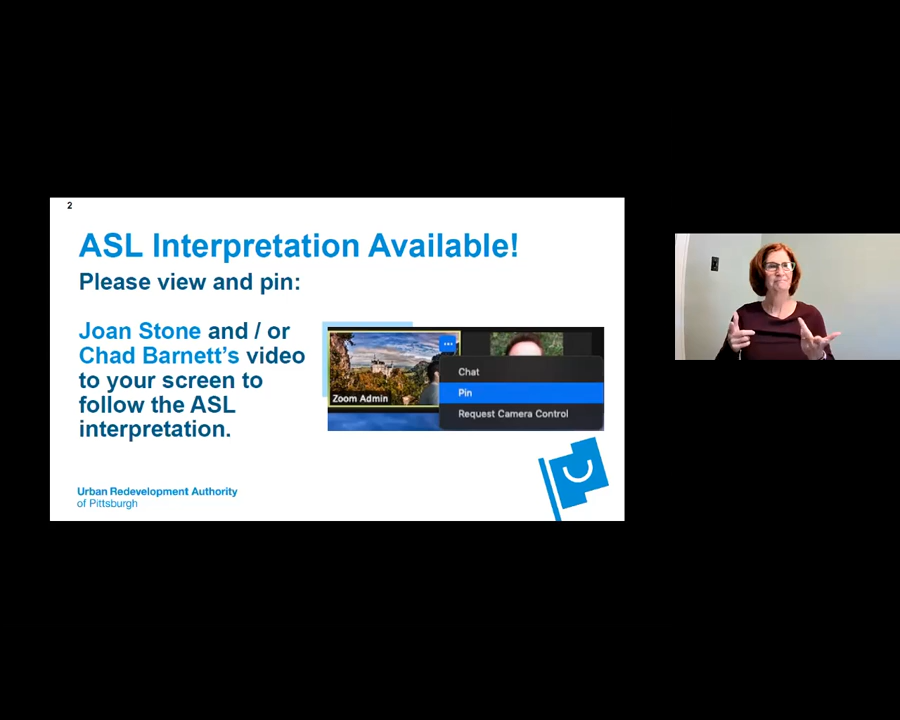 2
ASL Interpretation Available!
Please view and pin:
Joan Stone and / or
Chad Barnett’s video
to your screen to
follow the ASL
interpretation.
Zoom Admin
Chat
Pin
Request Camera Control
Urban Redevelopment Authority
of Pittsburgh